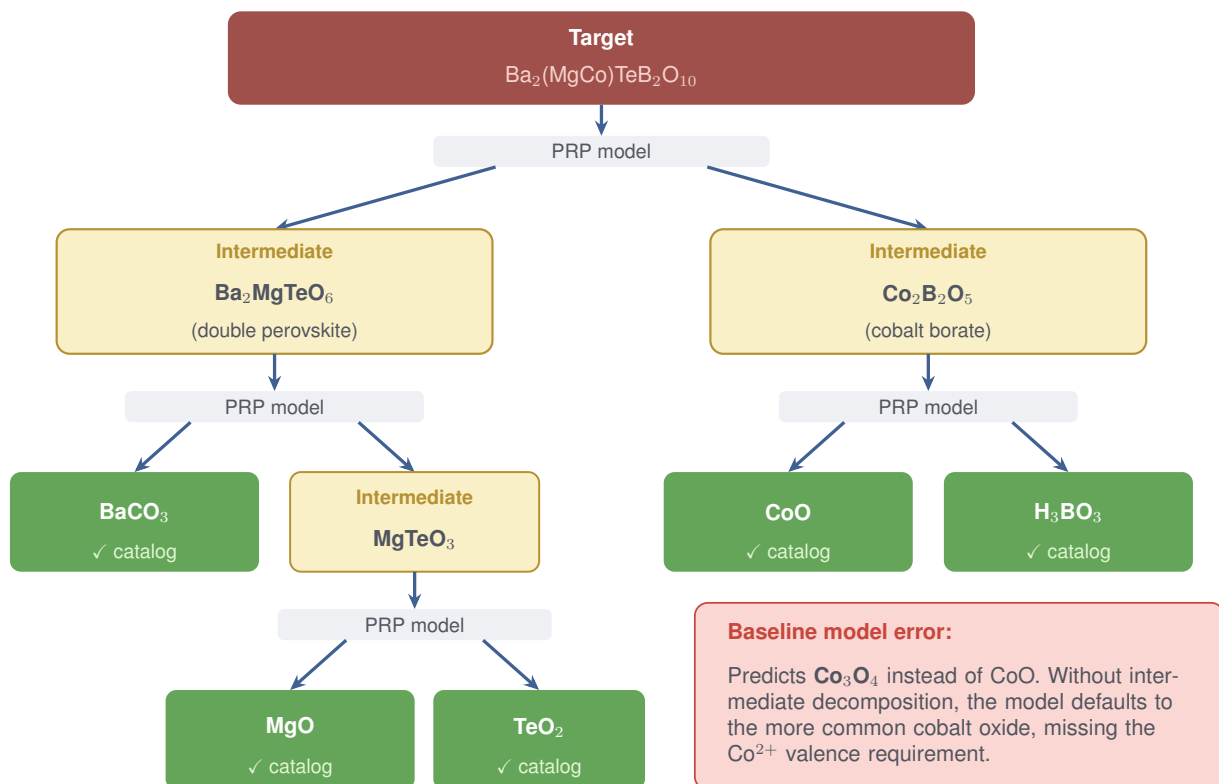 Target
Ba₂(MgCo)TeB₂O₁₀
PRP model
Intermediate
Ba₂MgTeO₆
(double perovskite)
Intermediate
Co₂B₂O₅
(cobalt borate)
PRP model
PRP model
BaCO₃
✓ catalog
Intermediate
MgTeO₃
CoO
✓ catalog
H₃BO₃
✓ catalog
PRP model
MgO
✓ catalog
TeO₂
✓ catalog
Baseline model error:
Predicts Co₃O₄ instead of CoO. Without inter-
mediate decomposition, the model defaults to
the more common cobalt oxide, missing the
Co²⁺ valence requirement.